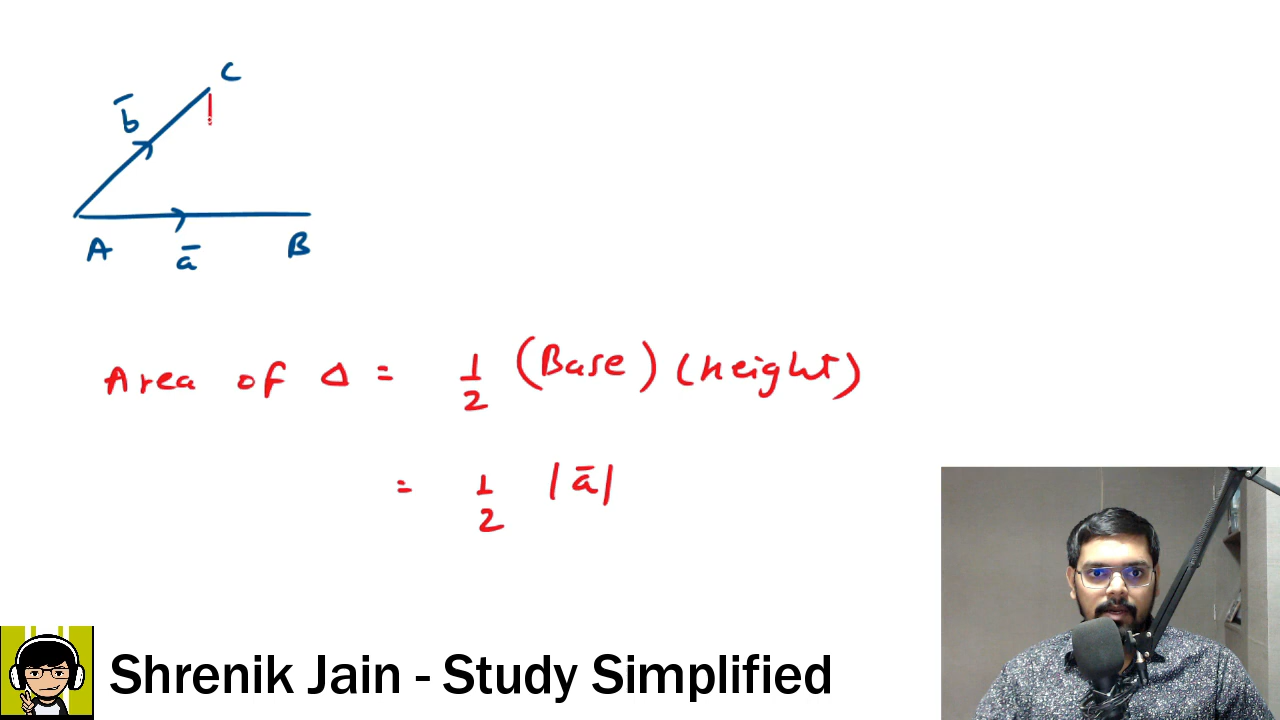 C
b̄
A
ā
B
Area of Δ = 1/2 (Base) (Height)
= 1/2 |ā|
Shrenik Jain - Study Simplified